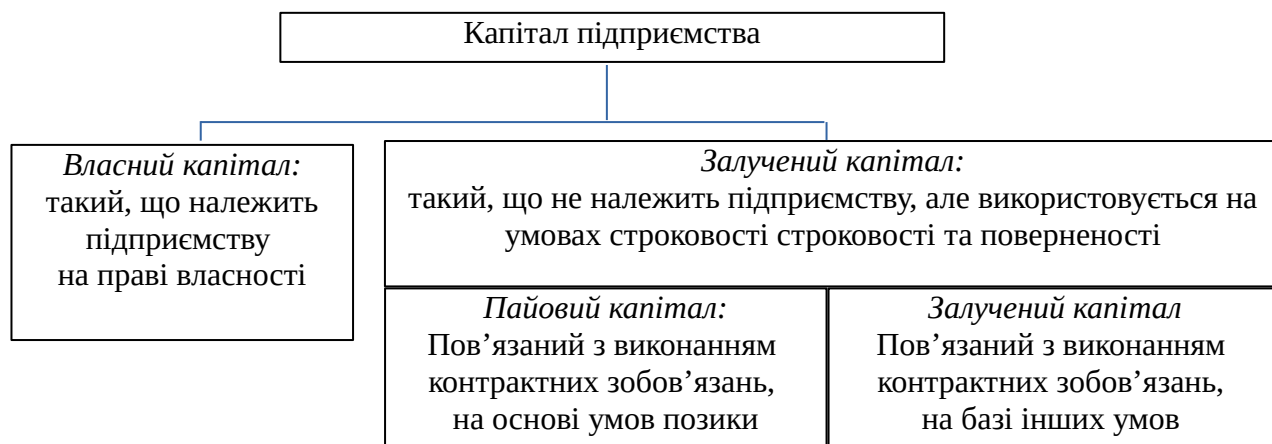 Капітал підприємства
Власний капітал:
такий, що належить
підприємству
на праві власності
Залучений капітал:
такий, що не належить підприємству, але використовується на
умовах строковості строковості та поверненості
Пайовий капітал:
Пов’язаний з виконанням
контрактних зобов’язань,
на основі умов позики
Залучений капітал
Пов’язаний з виконанням
контрактних зобов’язань,
на базі інших умов